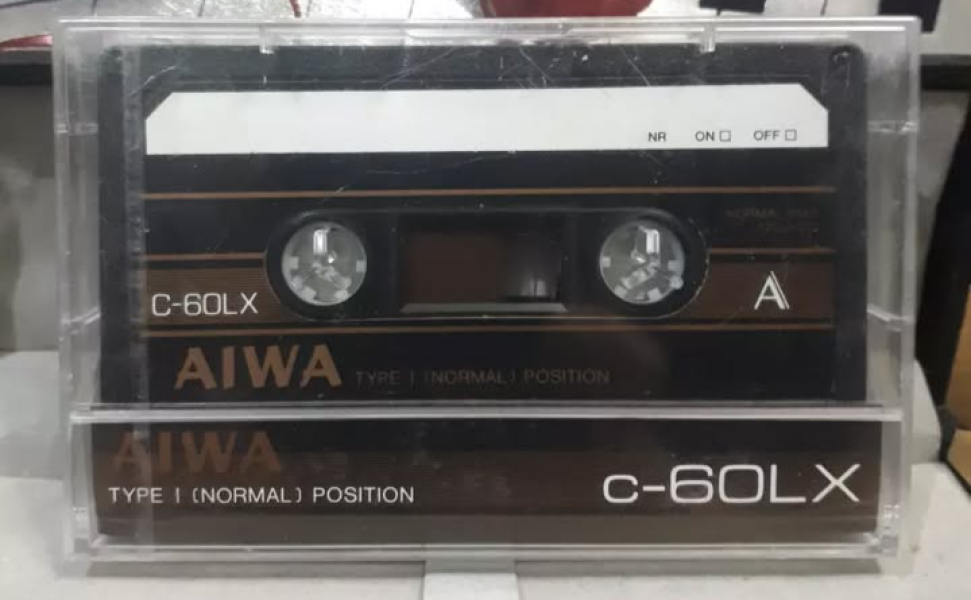 NR ON □ OFF □
C-60LX
A
AIWA TYPE I (NORMAL) POSITION
AIWA
TYPE I (NORMAL) POSITION
C-60LX